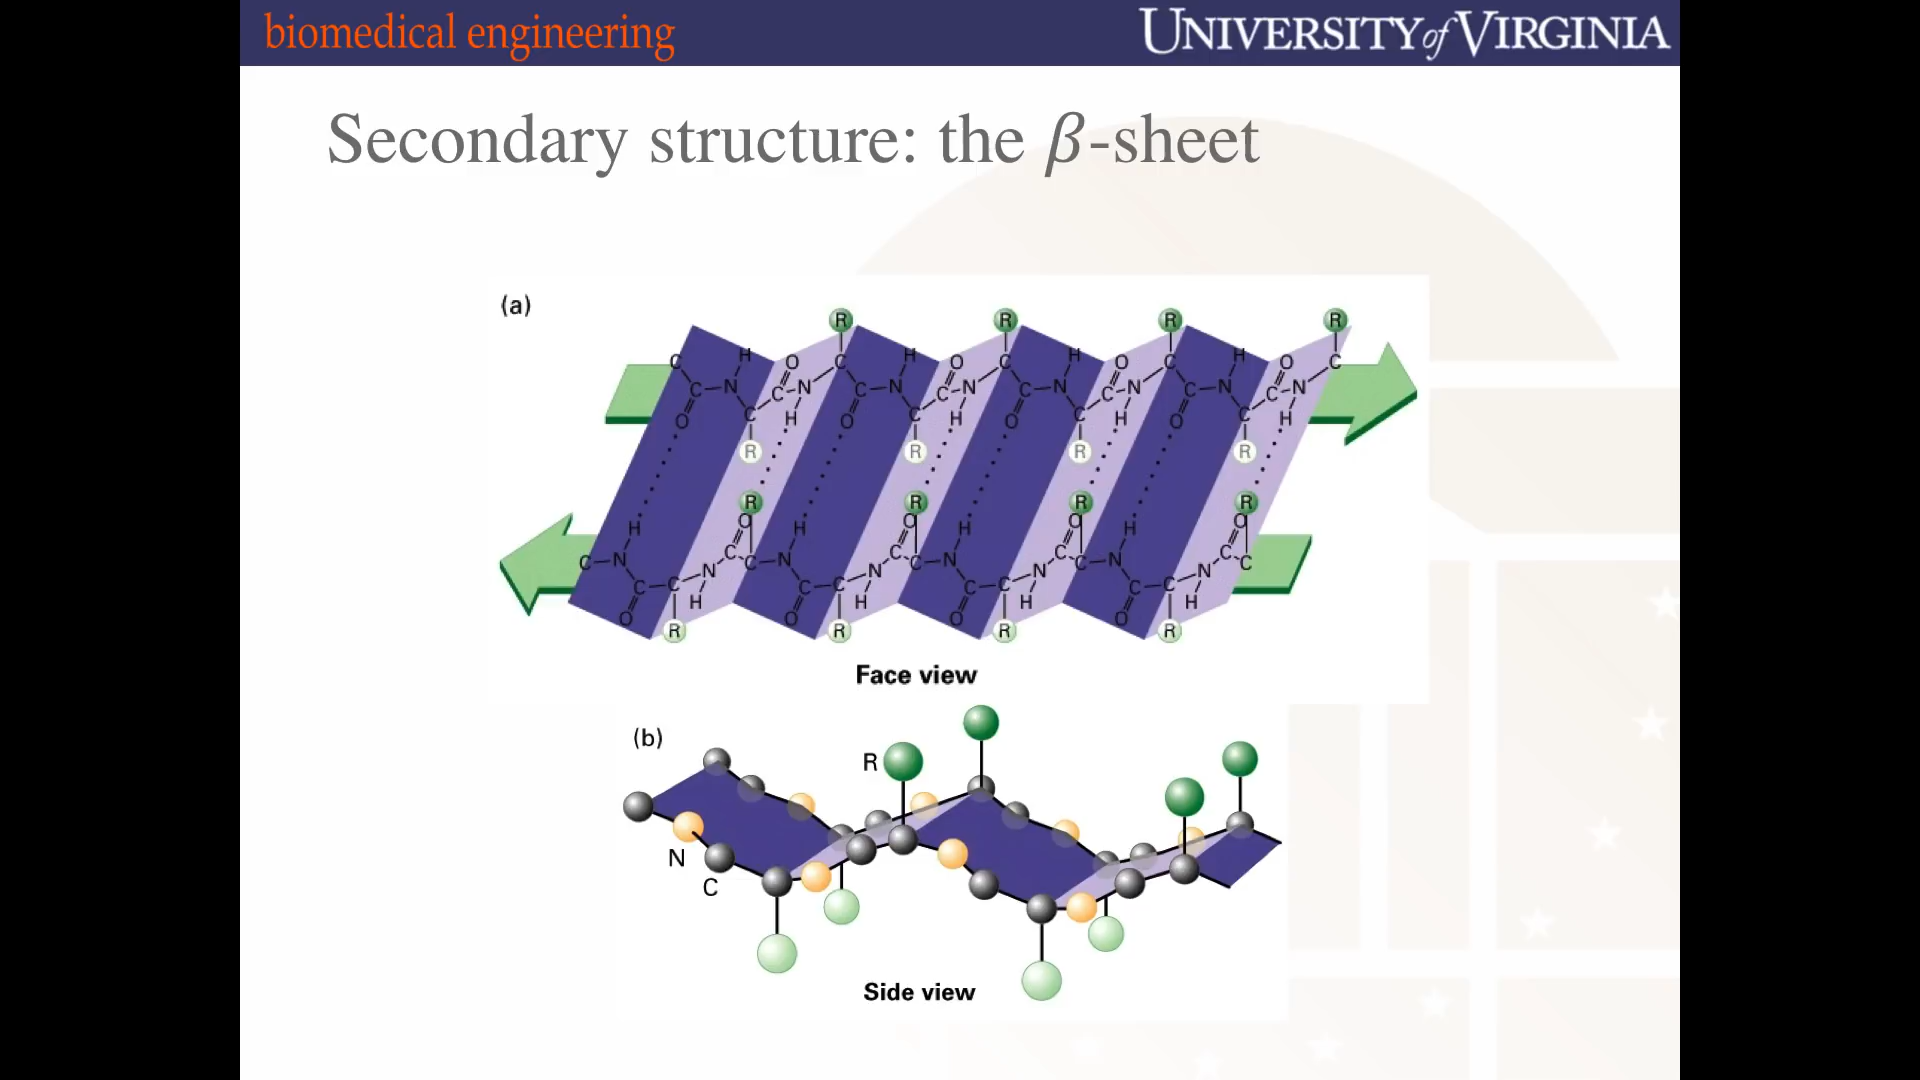 biomedical engineering
UNIVERSITY of VIRGINIA
Secondary structure: the β-sheet
(a)
R R R R
H H H H
C O C O C O C O C
C N N C N N C N N C N N
O C H O C H O C H O C H
R R R R
R R R R
H O H O H O H O
C N C C N C C N C C N C C
C C N C C N C C N C C N
O H O H O H O H
R R R R
Face view
(b)
R
N
C
Side view